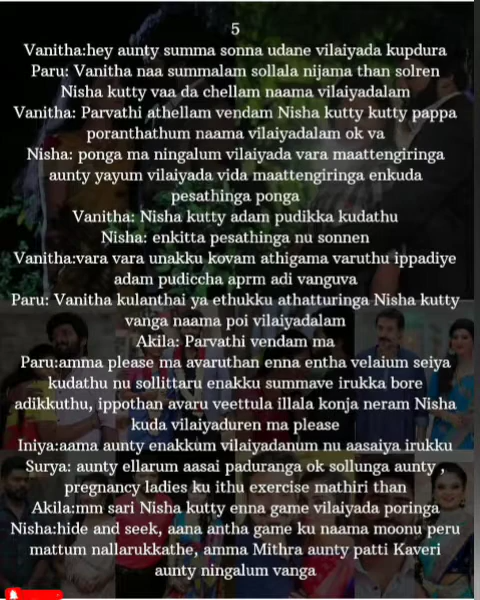 5
Vanitha:hey aunty summa sonna udane vilaiyada kupdura
Paru: Vanitha naa summalam sollala nijama than solren
Nisha kutty vaa da chellam naama vilaiyadalam
Vanitha: Parvathi athellam vendam Nisha kutty kutty pappa
poranthathum naama vilaiyadalam ok va
Nisha: ponga ma ningalum vilaiyada vara maattengiringa
aunty yayum vilaiyada vida maattengiringa enkuda
pesathinga ponga
Vanitha: Nisha kutty adam pudikka kudathu
Nisha: enkitta pesathinga nu sonnen
Vanitha:vara vara unakku kovam athigama varuthu ippadiye
adam pudiccha aprm adi vanguva
Paru: Vanitha kulanthai ya ethukku athatturinga Nisha kutty
vanga naama poi vilaiyadalam
Akila: Parvathi vendam ma
Paru:amma please ma avaruthan enna entha velaium seiya
kudathu nu sollittaru enakku summave irukka bore
adikkuthu, ippothan avaru veettula illala konja neram Nisha
kuda vilaiyaduren ma please
Iniya:aama aunty enakkum vilaiyadanum nu aasaiya irukku
Surya: aunty ellarum aasai paduranga ok sollunga aunty ,
pregnancy ladies ku ithu exercise mathiri than
Akila:mm sari Nisha kutty enna game vilaiyada poringa
Nisha:hide and seek, aana antha game ku naama moonu peru
mattum nallarukkathe, amma Mithra aunty patti Kaveri
aunty ningalum vanga